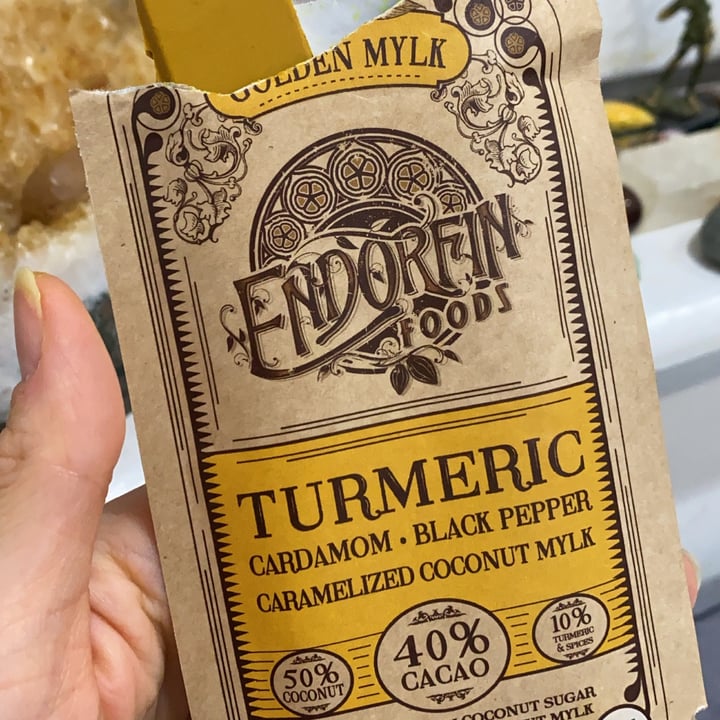 GOLDEN MYLK
ENDORFIN
FOODS
TURMERIC
CARDAMOM • BLACK PEPPER
CARAMELIZED COCONUT MYLK
50%
COCONUT
40%
CACAO
10%
TURMERIC
& SPICES
COCONUT SUGAR
MYLK